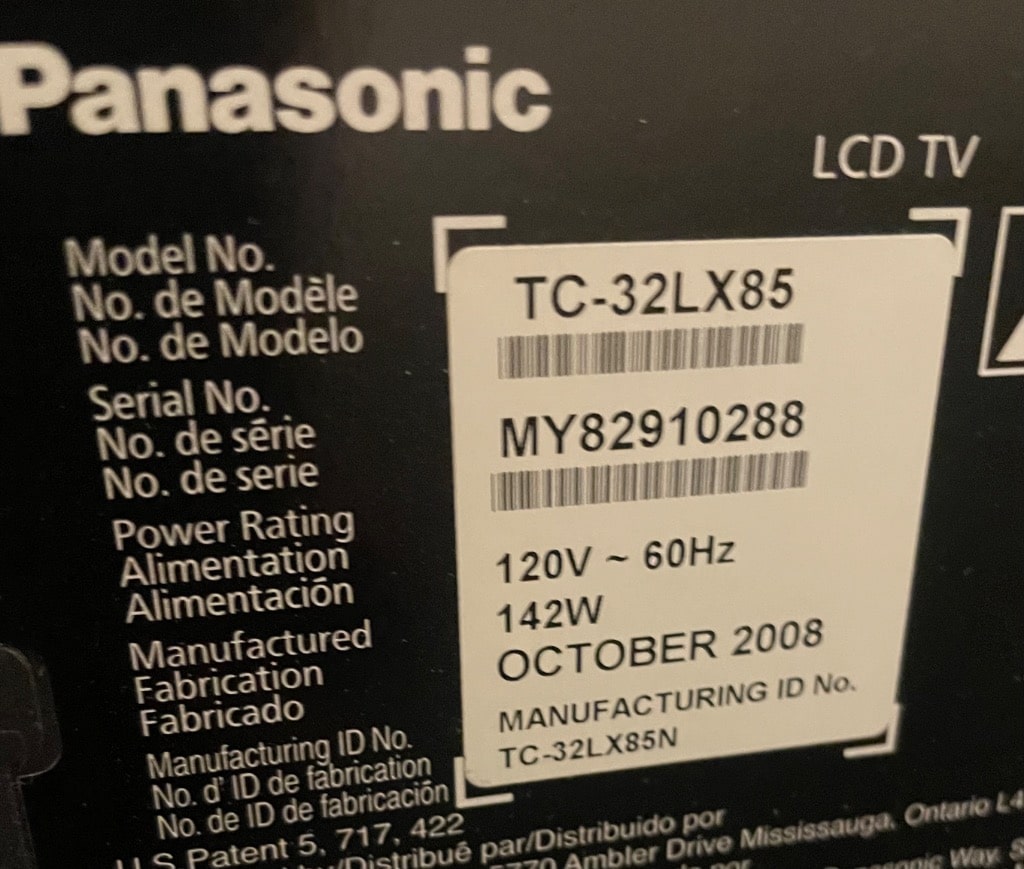 Panasonic
LCD TV
Model No.
No. de Modèle
No. de Modelo
TC-32LX85
Serial No.
No. de série
No. de serie
MY82910288
Power Rating
Alimentation
Alimentación
120V ~ 60Hz
142W
Manufactured
Fabrication
Fabricado
OCTOBER 2008
Manufacturing ID No.
No. d' ID de fabrication
No. de ID de fabricación
MANUFACTURING ID No.
TC-32LX85N
U.S Patent 5, 717, 422
Distribué par/Distribuido por
5770 Ambler Drive Mississauga, Ontario L4
Panasonic Way,